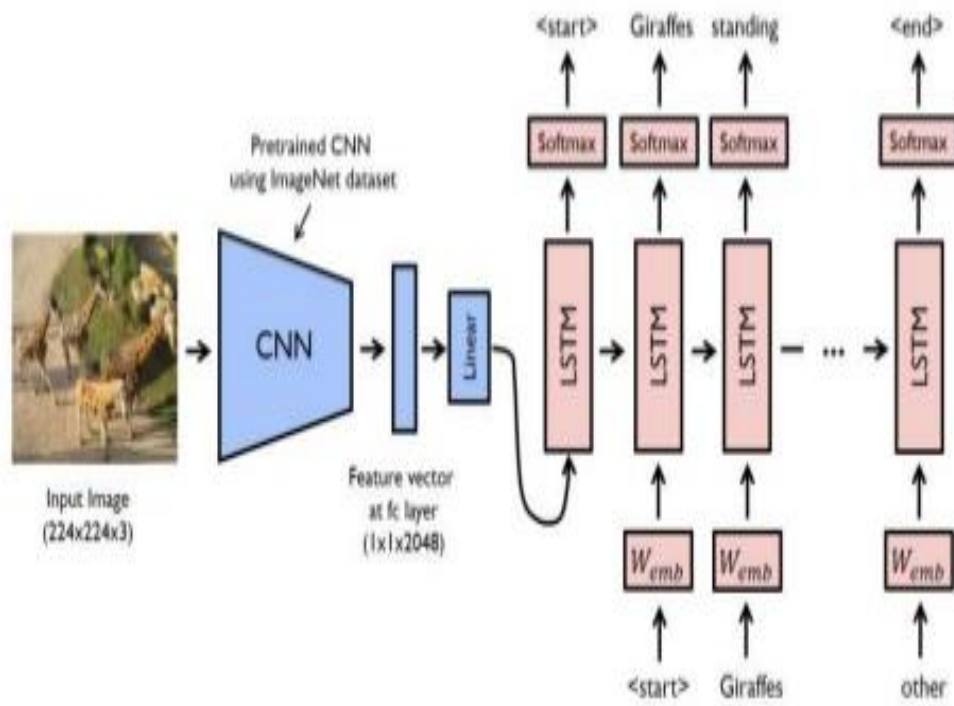 <start> Giraffes standing <end>
Softmax Softmax Softmax Softmax
Pretrained CNN
using ImageNet dataset
CNN
Linear
LSTM LSTM LSTM ... LSTM
Input Image
(224x224x3)
Feature vector
at fc layer
(1x1x2048)
W_emb W_emb W_emb
<start> Giraffes other